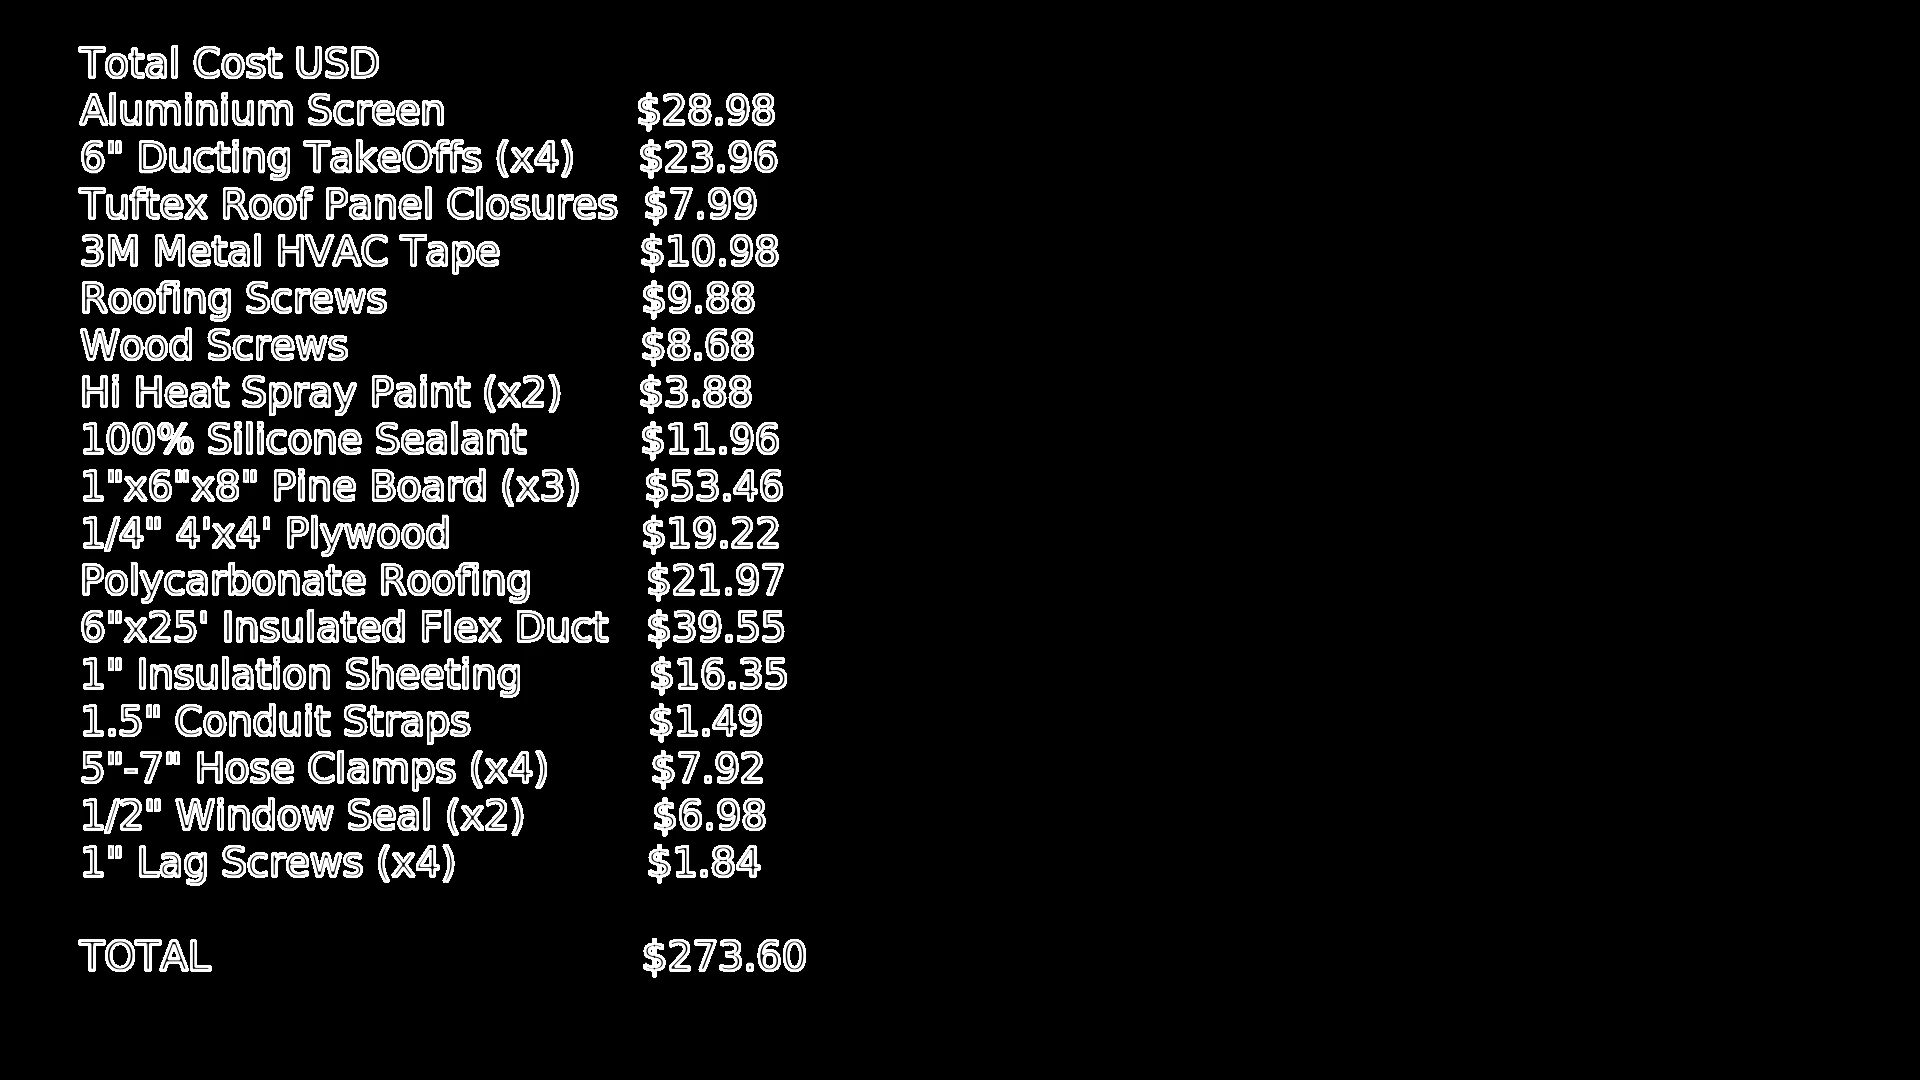 Total Cost USD
Aluminium Screen $28.98
6" Ducting TakeOffs (x4) $23.96
Tuftex Roof Panel Closures $7.99
3M Metal HVAC Tape $10.98
Roofing Screws $9.88
Wood Screws $8.68
Hi Heat Spray Paint (x2) $3.88
100% Silicone Sealant $11.96
1"x6"x8" Pine Board (x3) $53.46
1/4" 4'x4' Plywood $19.22
Polycarbonate Roofing $21.97
6"x25' Insulated Flex Duct $39.55
1" Insulation Sheeting $16.35
1.5" Conduit Straps $1.49
5"-7" Hose Clamps (x4) $7.92
1/2" Window Seal (x2) $6.98
1" Lag Screws (x4) $1.84
TOTAL $273.60